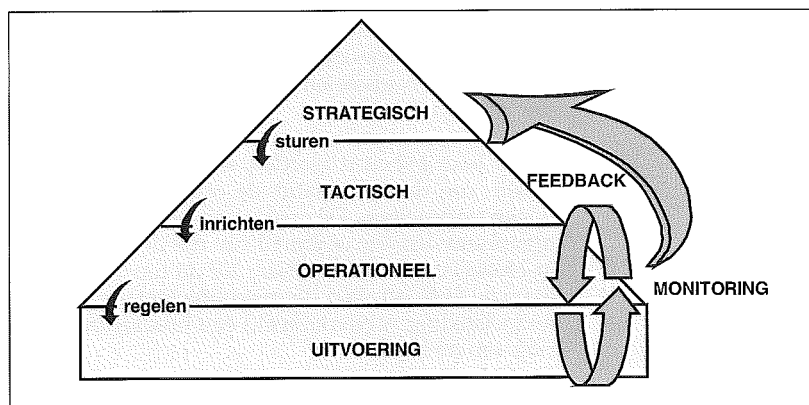 STRATEGISCH
sturen
FEEDBACK
TACTISCH
inrichten
OPERATIONEEL
MONITORING
regelen
UITVOERING